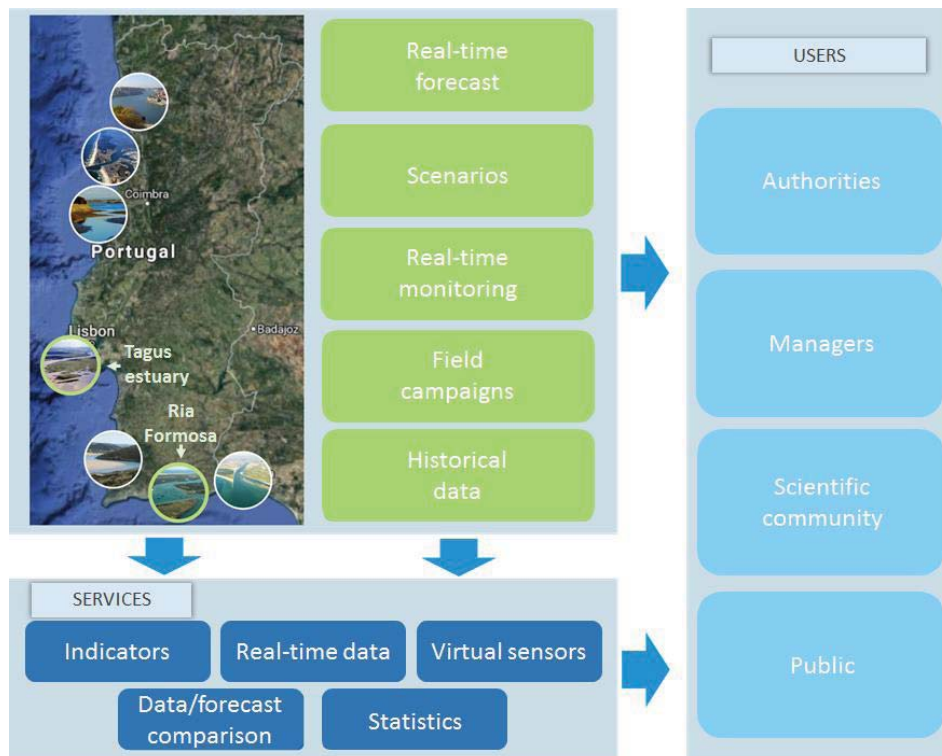 Coimbra
Portugal
Lisbon
Badajoz
Tagus
estuary
Ria
Formosa
Real-time
forecast
Scenarios
Real-time
monitoring
Field
campaigns
Historical
data
USERS
Authorities
Managers
Scientific
community
Public
SERVICES
Indicators
Real-time data
Virtual sensors
Data/forecast
comparison
Statistics